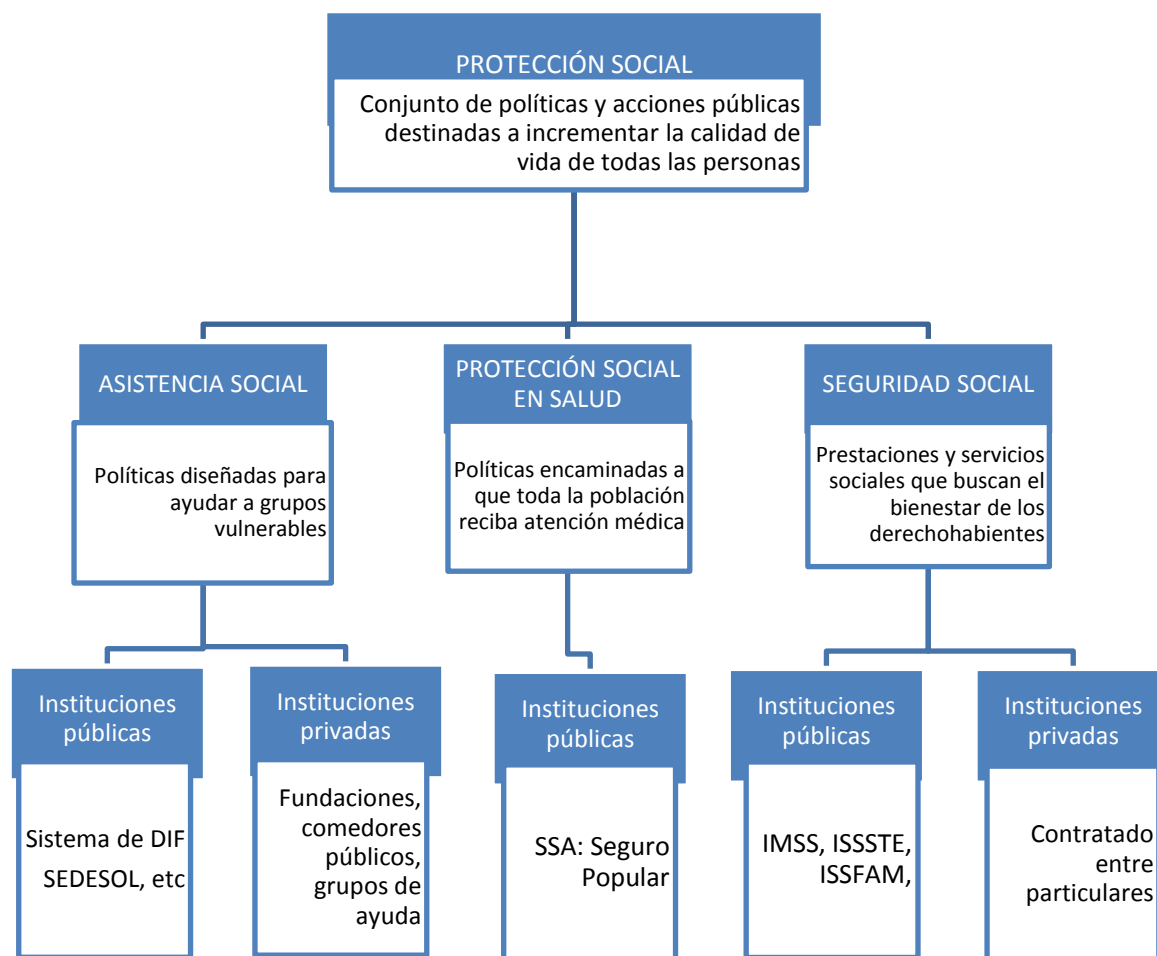 PROTECCIÓN SOCIAL
Conjunto de políticas y acciones públicas
destinadas a incrementar la calidad de
vida de todas las personas
ASISTENCIA SOCIAL
Políticas diseñadas para
ayudar a grupos
vulnerables
PROTECCIÓN SOCIAL
EN SALUD
Políticas encaminadas a
que toda la población
reciba atención médica
SEGURIDAD SOCIAL
Prestaciones y servicios
sociales que buscan el
bienestar de los
derechohabientes
Instituciones
públicas
Sistema de DIF
SEDESOL, etc
Instituciones
privadas
Fundaciones,
comedores
públicos,
grupos de
ayuda
Instituciones
públicas
SSA: Seguro
Popular
Instituciones
públicas
IMSS, ISSSTE,
ISSFAM,
Instituciones
privadas
Contratado
entre
particulares